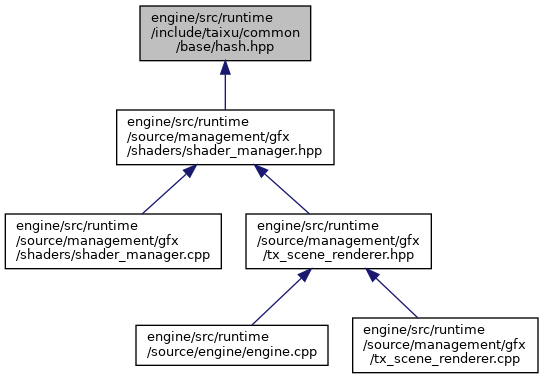 engine/src/runtime
/include/taixu/common
/base/hash.hpp
engine/src/runtime
/source/management/gfx
/shaders/shader_manager.hpp
engine/src/runtime
/source/management/gfx
/shaders/shader_manager.cpp
engine/src/runtime
/source/management/gfx
/tx_scene_renderer.hpp
engine/src/runtime
/source/engine/engine.cpp
engine/src/runtime
/source/management/gfx
/tx_scene_renderer.cpp